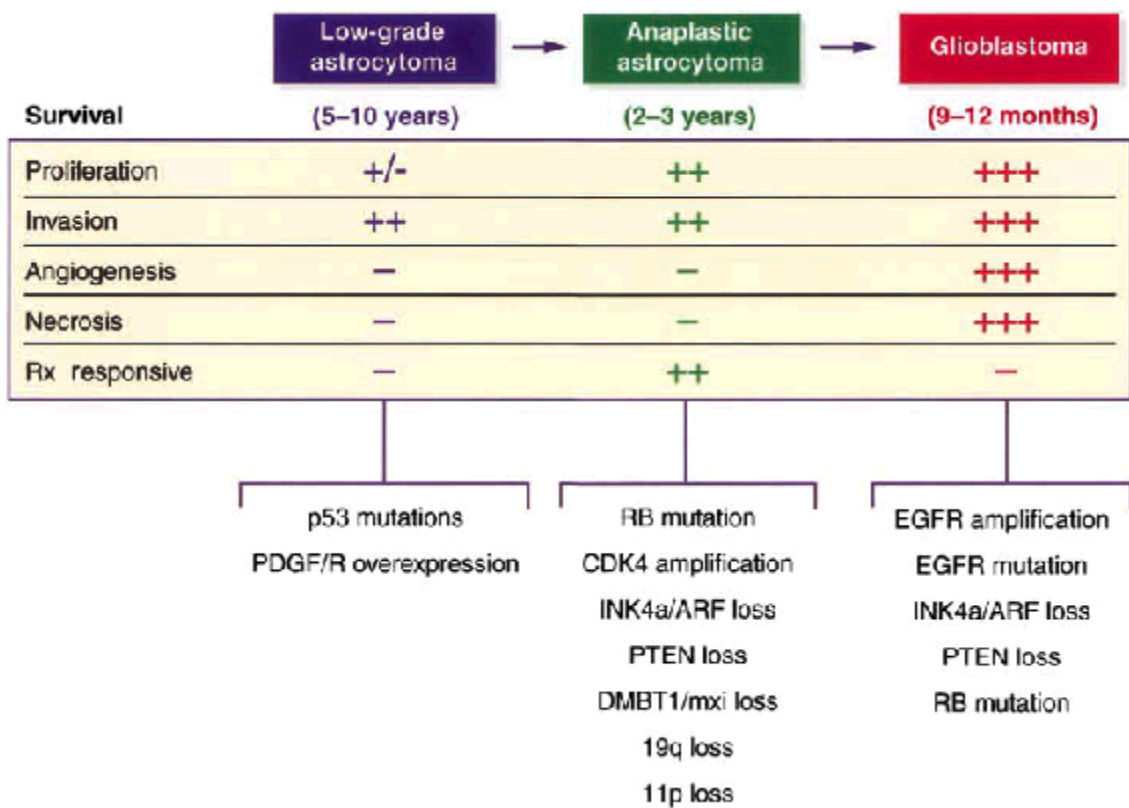 Low-grade
astrocytoma
Anaplastic
astrocytoma
Glioblastoma
Survival (5–10 years) (2–3 years) (9–12 months)
Proliferation +/- ++ +++
Invasion ++ ++ +++
Angiogenesis – – +++
Necrosis – – +++
Rx responsive – ++ –
p53 mutations
PDGF/R overexpression
RB mutation
CDK4 amplification
INK4a/ARF loss
PTEN loss
DMBT1/mxi loss
19q loss
11p loss
EGFR amplification
EGFR mutation
INK4a/ARF loss
PTEN loss
RB mutation